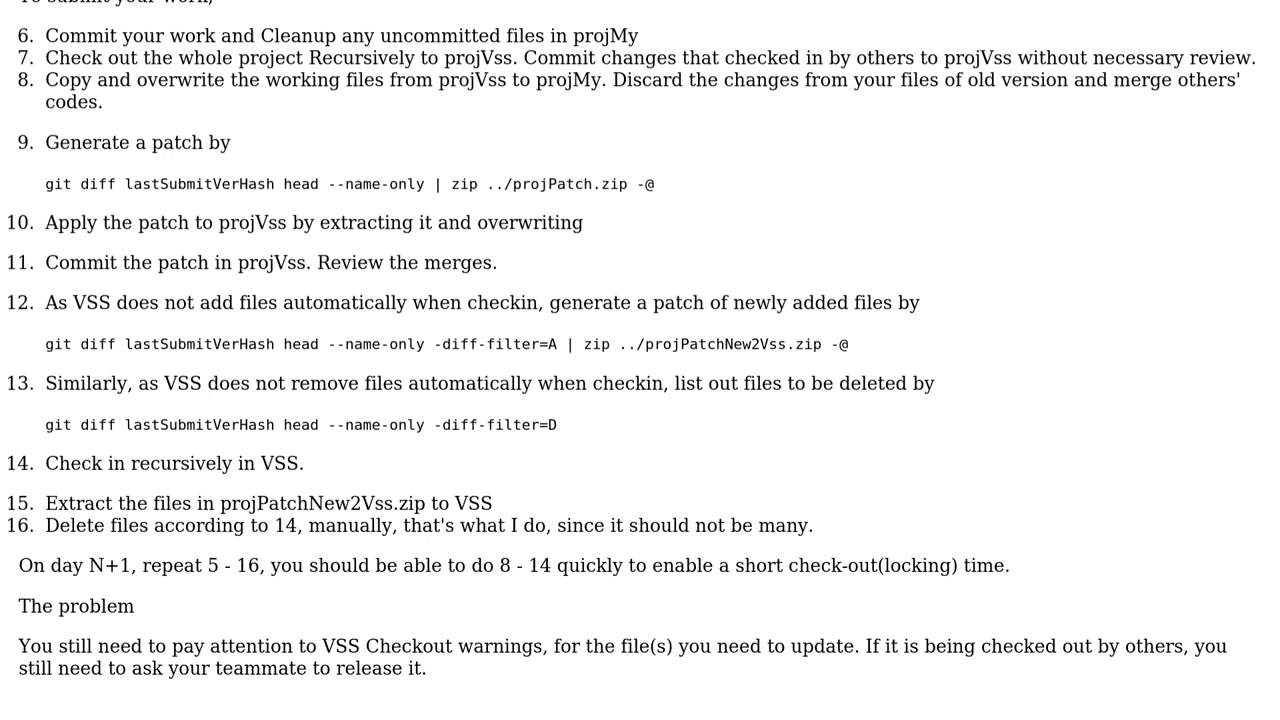 To submit your work,
6. Commit your work and Cleanup any uncommitted files in projMy
7. Check out the whole project Recursively to projVss. Commit changes that checked in by others to projVss without necessary review.
8. Copy and overwrite the working files from projVss to projMy. Discard the changes from your files of old version and merge others'
codes.
9. Generate a patch by
git diff lastSubmitVerHash head --name-only | zip ../projPatch.zip -@
10. Apply the patch to projVss by extracting it and overwriting
11. Commit the patch in projVss. Review the merges.
12. As VSS does not add files automatically when checkin, generate a patch of newly added files by
git diff lastSubmitVerHash head --name-only -diff-filter=A | zip ../projPatchNew2Vss.zip -@
13. Similarly, as VSS does not remove files automatically when checkin, list out files to be deleted by
git diff lastSubmitVerHash head --name-only -diff-filter=D
14. Check in recursively in VSS.
15. Extract the files in projPatchNew2Vss.zip to VSS
16. Delete files according to 14, manually, that's what I do, since it should not be many.
On day N+1, repeat 5 - 16, you should be able to do 8 - 14 quickly to enable a short check-out(locking) time.
The problem
You still need to pay attention to VSS Checkout warnings, for the file(s) you need to update. If it is being checked out by others, you
still need to ask your teammate to release it.